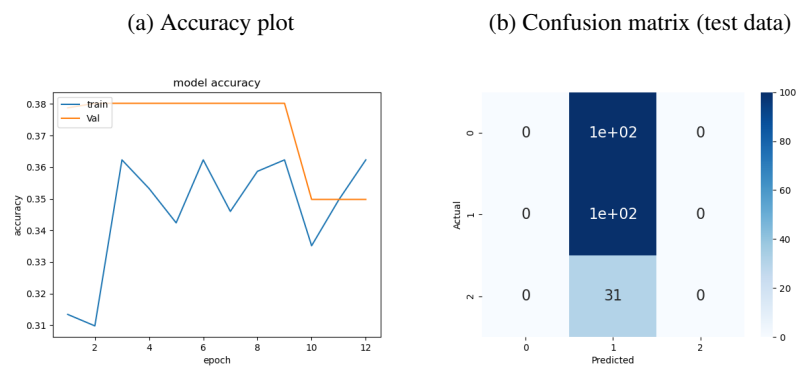 (a) Accuracy plot
(b) Confusion matrix (test data)
model accuracy
train
Val
0.38
0.37
0.36
0.35
0.34
0.33
0.32
0.31
accuracy
2
4
6
8
10
12
epoch
0 1e+02 0
0 1e+02 0
0 31 0
0
1
2
Actual
0
1
2
Predicted
100
80
60
40
20
0